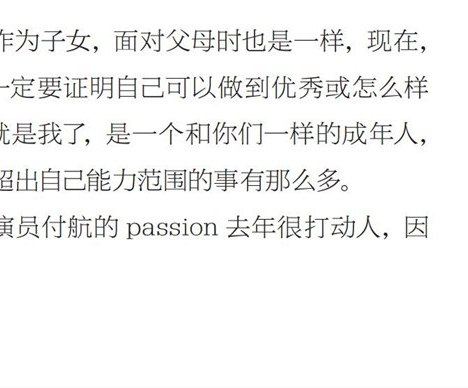 作为子女，面对父母时也是一样，现在，
一定要证明自己可以做到优秀或怎么样
就是我了，是一个和你们一样的成年人，
超出自己能力范围的事有那么多。
演员付航的 passion 去年很打动人，因